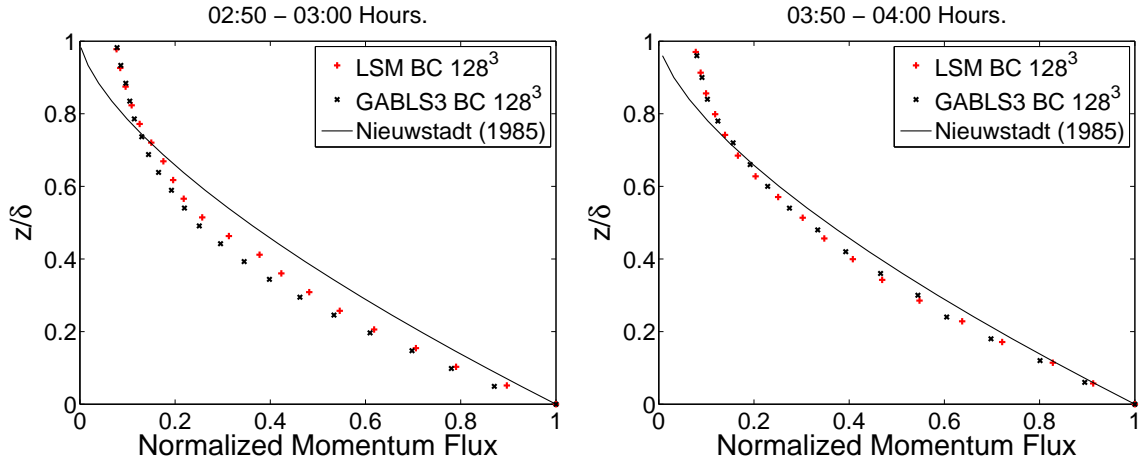 02:50 − 03:00 Hours.
1
0.8
0.6
0.4
0.2
0
0 0.2 0.4 0.6 0.8 1
z/δ
Normalized Momentum Flux
LSM BC 128³
GABLS3 BC 128³
Nieuwstadt (1985)
03:50 − 04:00 Hours.
1
0.8
0.6
0.4
0.2
0
0 0.2 0.4 0.6 0.8 1
z/δ
Normalized Momentum Flux
LSM BC 128³
GABLS3 BC 128³
Nieuwstadt (1985)